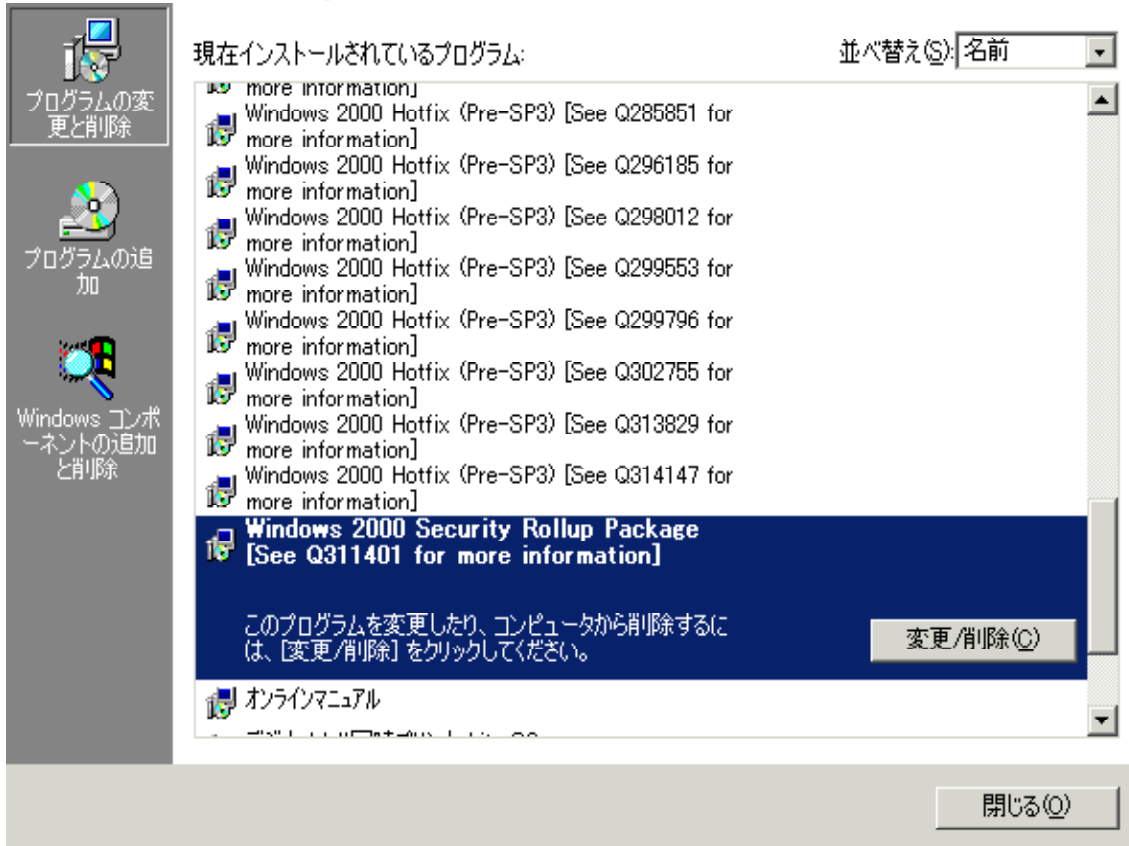 プログラムの変
更と削除
プログラムの追
加
Windows コンポ
ーネントの追加
と削除
現在インストールされているプログラム:
並べ替え(S): 名前
more information]
Windows 2000 Hotfix (Pre-SP3) [See Q285851 for
more information]
Windows 2000 Hotfix (Pre-SP3) [See Q296185 for
more information]
Windows 2000 Hotfix (Pre-SP3) [See Q298012 for
more information]
Windows 2000 Hotfix (Pre-SP3) [See Q299553 for
more information]
Windows 2000 Hotfix (Pre-SP3) [See Q299796 for
more information]
Windows 2000 Hotfix (Pre-SP3) [See Q302755 for
more information]
Windows 2000 Hotfix (Pre-SP3) [See Q313829 for
more information]
Windows 2000 Hotfix (Pre-SP3) [See Q314147 for
more information]
Windows 2000 Security Rollup Package
[See Q311401 for more information]
このプログラムを変更したり、コンピュータから削除するに
は、[変更/削除] をクリックしてください。
変更/削除(C)
オンラインマニュアル
閉じる(O)